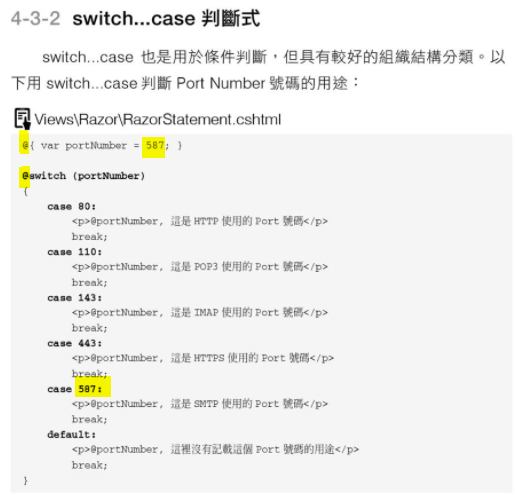 4-3-2 switch...case 判斷式
switch...case 也是用於條件判斷，但具有較好的組織結構分類。以
下用 switch...case 判斷 Port Number 號碼的用途：
Views\Razor\RazorStatement.cshtml
@{ var portNumber = 587; }
@switch (portNumber)
{
case 80:
<p>@portNumber, 這是 HTTP 使用的 Port 號碼</p>
break;
case 110:
<p>@portNumber, 這是 POP3 使用的 Port 號碼</p>
break;
case 143:
<p>@portNumber, 這是 IMAP 使用的 Port 號碼</p>
break;
case 443:
<p>@portNumber, 這是 HTTPS 使用的 Port 號碼</p>
break;
case 587:
<p>@portNumber, 這是 SMTP 使用的 Port 號碼</p>
break;
default:
<p>@portNumber, 這裡沒有記載這個 Port 號碼的用途</p>
break;
}